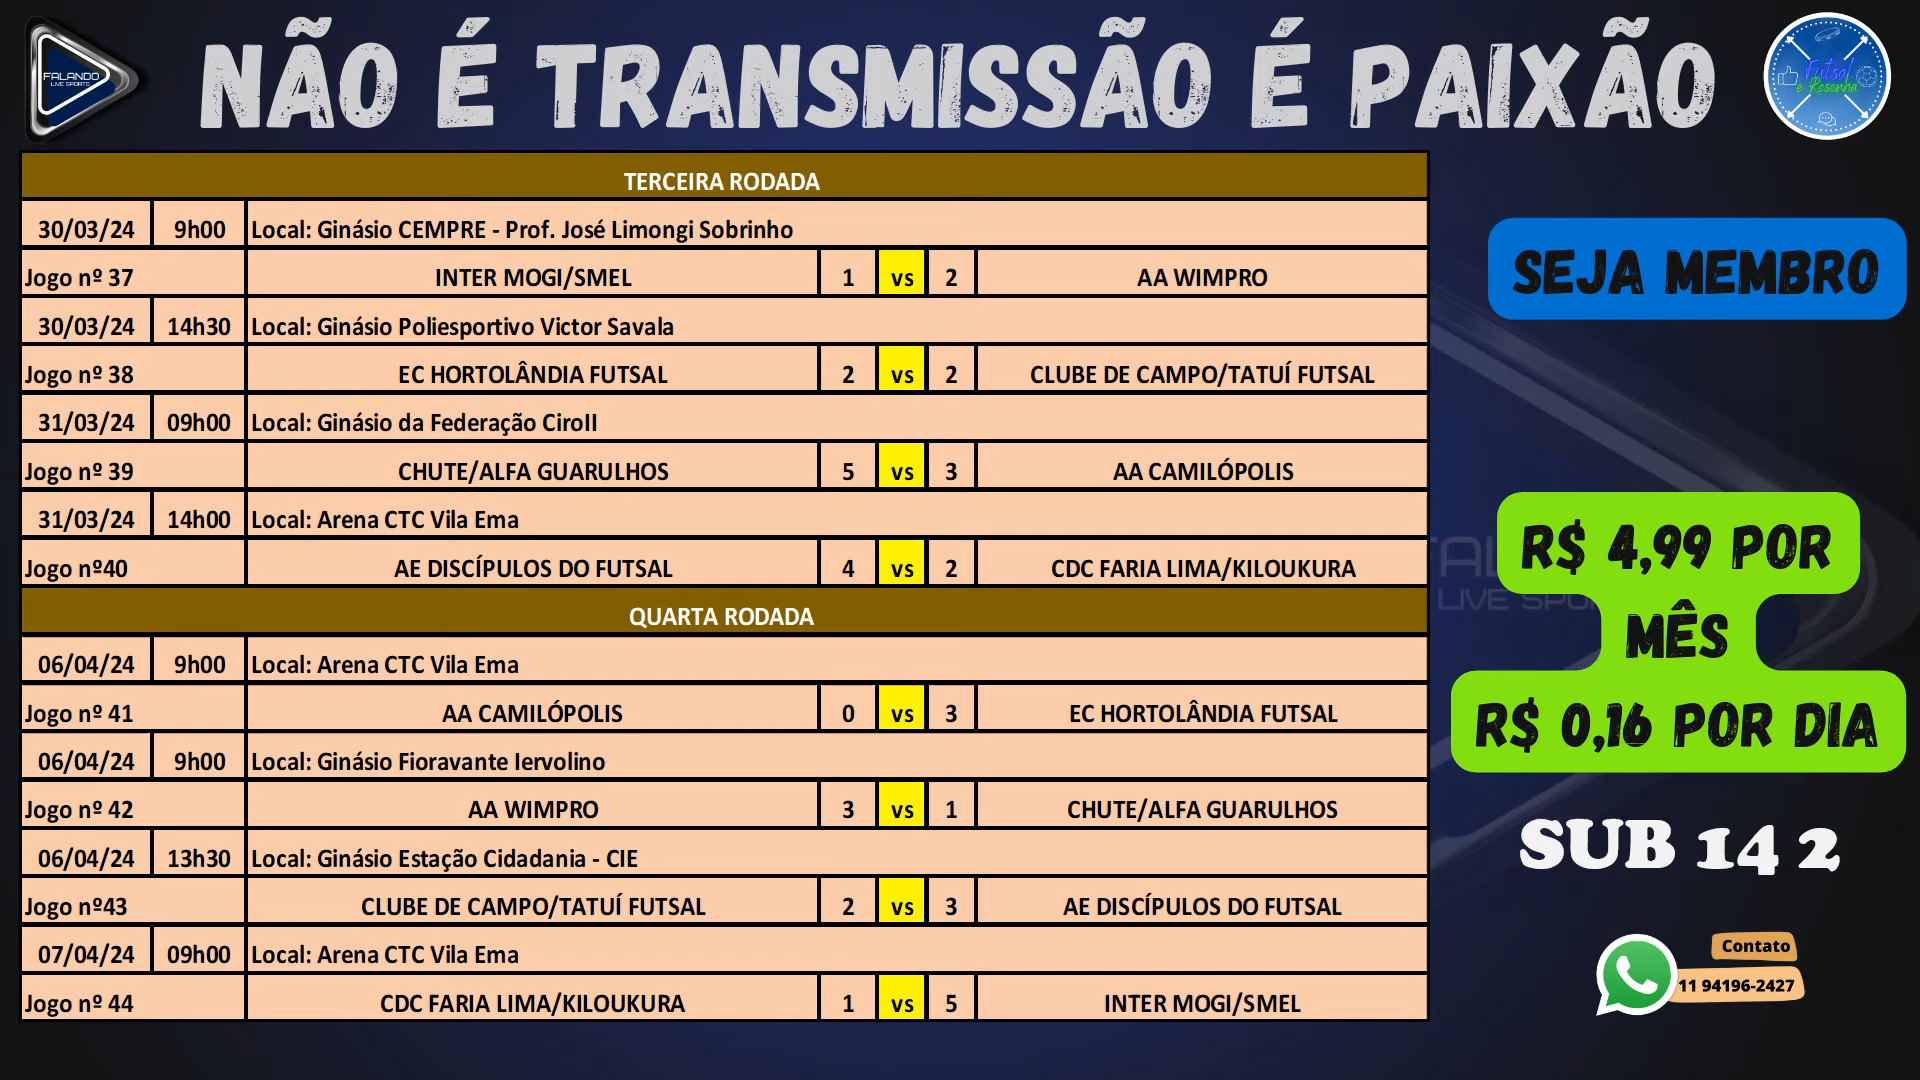 FALANDO
LIVE SPORTS
NÃO É TRANSMISSÃO É PAIXÃO
Futsal
e Resenha
TERCEIRA RODADA
30/03/24 9h00 Local: Ginásio CEMPRE - Prof. José Limongi Sobrinho
Jogo nº 37 INTER MOGI/SMEL 1 vs 2 AA WIMPRO
30/03/24 14h30 Local: Ginásio Poliesportivo Victor Savala
Jogo nº 38 EC HORTOLÂNDIA FUTSAL 2 vs 2 CLUBE DE CAMPO/TATUÍ FUTSAL
31/03/24 09h00 Local: Ginásio da Federação CiroII
Jogo nº 39 CHUTE/ALFA GUARULHOS 5 vs 3 AA CAMILÓPOLIS
31/03/24 14h00 Local: Arena CTC Vila Ema
Jogo nº40 AE DISCÍPULOS DO FUTSAL 4 vs 2 CDC FARIA LIMA/KILOUKURA
QUARTA RODADA
06/04/24 9h00 Local: Arena CTC Vila Ema
Jogo nº 41 AA CAMILÓPOLIS 0 vs 3 EC HORTOLÂNDIA FUTSAL
06/04/24 9h00 Local: Ginásio Fioravante Iervolino
Jogo nº 42 AA WIMPRO 3 vs 1 CHUTE/ALFA GUARULHOS
06/04/24 13h30 Local: Ginásio Estação Cidadania - CIE
Jogo nº43 CLUBE DE CAMPO/TATUÍ FUTSAL 2 vs 3 AE DISCÍPULOS DO FUTSAL
07/04/24 09h00 Local: Arena CTC Vila Ema
Jogo nº 44 CDC FARIA LIMA/KILOUKURA 1 vs 5 INTER MOGI/SMEL
SEJA MEMBRO
R$ 4,99 POR
MÊS
R$ 0,16 POR DIA
SUB 14 2
Contato
11 94196-2427